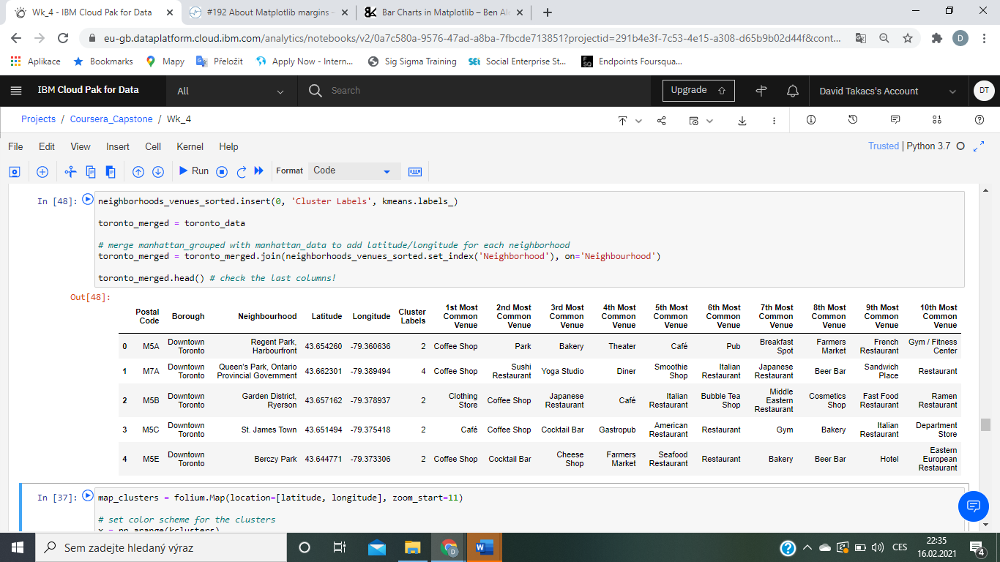 Wk_4 - IBM Cloud Pak for Data
#192 About Matplotlib margins –
Bar Charts in Matplotlib – Ben Ale
eu-gb.dataplatform.cloud.ibm.com/analytics/notebooks/v2/0a7c580a-9576-47ad-a8ba-7fbcde713851?projectid=291b4e3f-7c53-4e15-a308-d65b9b02d44f&cont...
D
Aplikace Bookmarks Mapy Přeložit Apply Now - Intern... Sig Sigma Training Social Enterprise St... Endpoints Foursqua...
IBM Cloud Pak for Data All Search Upgrade David Takacs's Account DT
Projects / Coursera_Capstone / Wk_4
File Edit View Insert Cell Kernel Help Trusted | Python 3.7
Run Format Code
In [48]: neighborhoods_venues_sorted.insert(0, 'Cluster Labels', kmeans.labels_)
toronto_merged = toronto_data
# merge manhattan_grouped with manhattan_data to add latitude/longitude for each neighborhood
toronto_merged = toronto_merged.join(neighborhoods_venues_sorted.set_index('Neighborhood'), on='Neighbourhood')
toronto_merged.head() # check the last columns!
Out[48]:
Postal Code Borough Neighbourhood Latitude Longitude Cluster Labels 1st Most Common Venue 2nd Most Common Venue 3rd Most Common Venue 4th Most Common Venue 5th Most Common Venue 6th Most Common Venue 7th Most Common Venue 8th Most Common Venue 9th Most Common Venue 10th Most Common Venue
0 M5A Downtown Toronto Regent Park, Harbourfront 43.654260 -79.360636 2 Coffee Shop Park Bakery Theater Café Pub Breakfast Spot Farmers Market French Restaurant Gym / Fitness Center
1 M7A Downtown Toronto Queen's Park, Ontario Provincial Government 43.662301 -79.389494 4 Coffee Shop Sushi Restaurant Yoga Studio Diner Smoothie Shop Italian Restaurant Japanese Restaurant Beer Bar Sandwich Place Restaurant
2 M5B Downtown Toronto Garden District, Ryerson 43.657162 -79.378937 2 Clothing Store Coffee Shop Japanese Restaurant Café Italian Restaurant Bubble Tea Shop Middle Eastern Restaurant Cosmetics Shop Fast Food Restaurant Ramen Restaurant
3 M5C Downtown Toronto St. James Town 43.651494 -79.375418 2 Café Coffee Shop Cocktail Bar Gastropub American Restaurant Restaurant Gym Bakery Italian Restaurant Department Store
4 M5E Downtown Toronto Berczy Park 43.644771 -79.373306 2 Coffee Shop Cocktail Bar Cheese Shop Farmers Market Seafood Restaurant Restaurant Bakery Beer Bar Hotel Eastern European Restaurant
In [37]: map_clusters = folium.Map(location=[latitude, longitude], zoom_start=11)
# set color scheme for the clusters
x = np.arange(kclusters)
Sem zadejte hledaný výraz
CES
22:35
16.02.2021
4